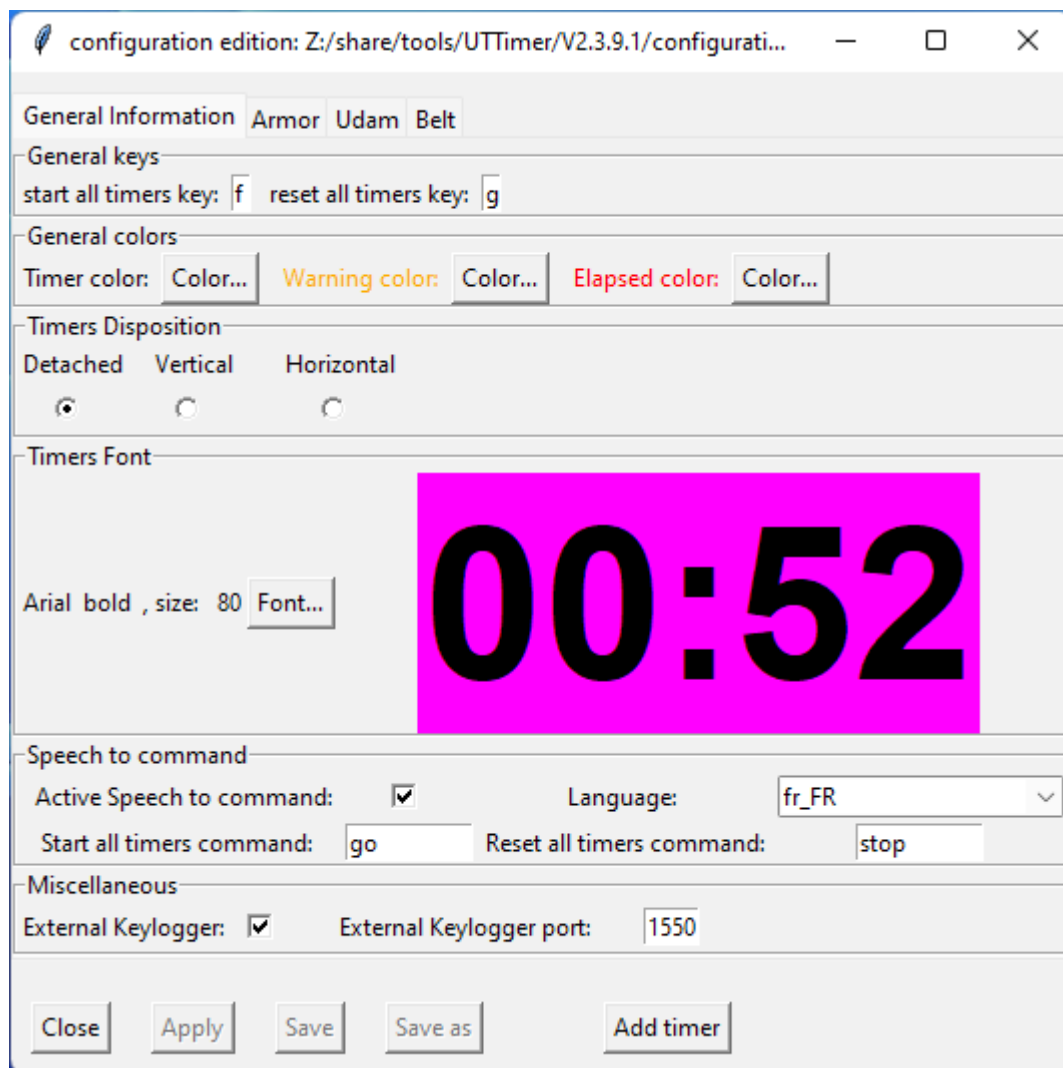 configuration edition: Z:/share/tools/UTTimer/V2.3.9.1/configurati...
General Information Armor Udam Belt
General keys
start all timers key: f reset all timers key: g
General colors
Timer color: Color... Warning color: Color... Elapsed color: Color...
Timers Disposition
Detached Vertical Horizontal
Timers Font
00:52
Arial bold , size: 80 Font...
Speech to command
Active Speech to command: Language: fr_FR
Start all timers command: go Reset all timers command: stop
Miscellaneous
External Keylogger: External Keylogger port: 1550
Close Apply Save Save as Add timer